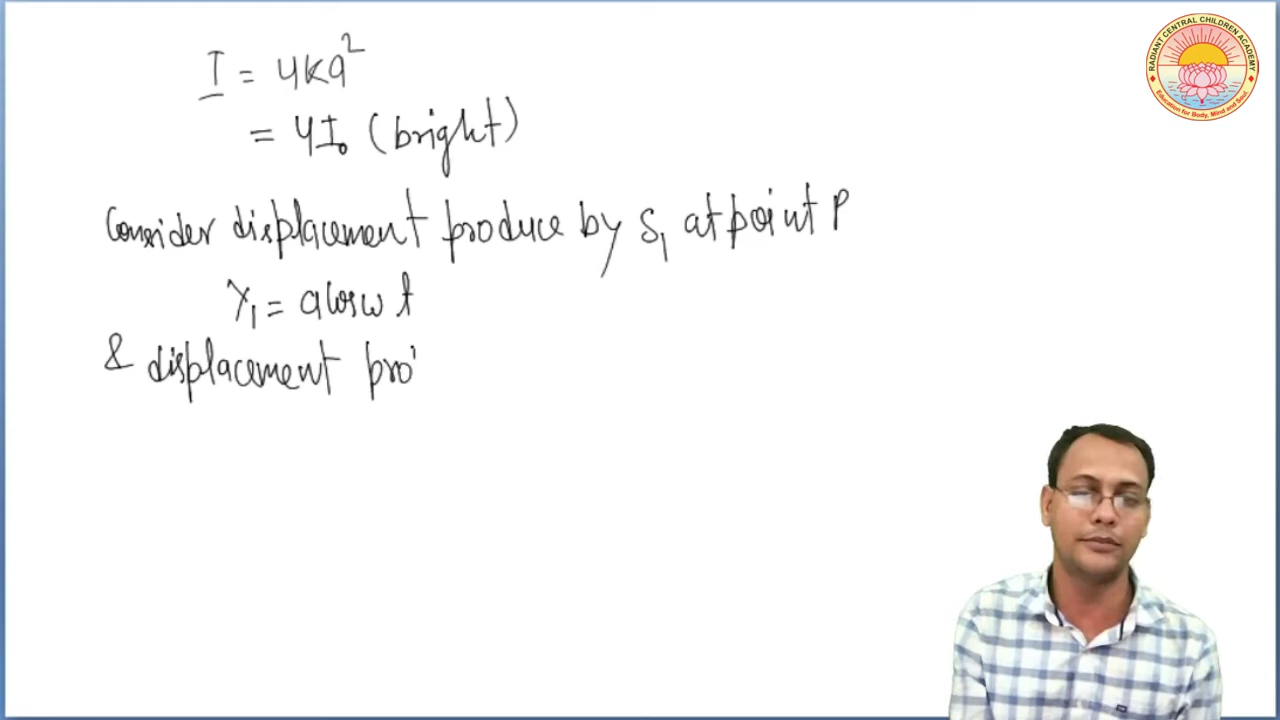 I = 4Ka²
= 4I₀ (bright)
Consider displacement produce by S₁ at point P
Y₁ = a cos ω t
& displacement pro
RADIANT CENTRAL CHILDREN ACADEMY
Education for Body, Mind and Soul